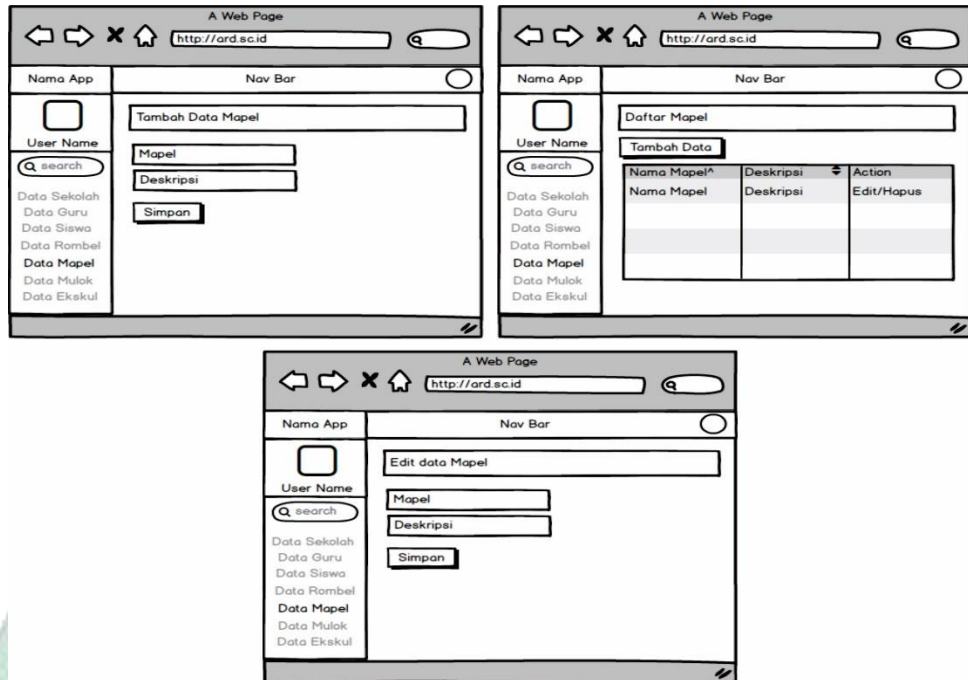 A Web Page
http://ard.sc.id
Nama App
Nav Bar
User Name
search
Data Sekolah
Data Guru
Data Siswa
Data Rombel
Data Mapel
Data Mulok
Data Ekskul
Tambah Data Mapel
Mapel
Deskripsi
Simpan
A Web Page
http://ard.sc.id
Nama App
Nav Bar
User Name
search
Data Sekolah
Data Guru
Data Siswa
Data Rombel
Data Mapel
Data Mulok
Data Ekskul
Daftar Mapel
Tambah Data
Nama Mapel^ Deskripsi Action
Nama Mapel Deskripsi Edit/Hapus
A Web Page
http://ard.sc.id
Nama App
Nav Bar
User Name
search
Data Sekolah
Data Guru
Data Siswa
Data Rombel
Data Mapel
Data Mulok
Data Ekskul
Edit data Mapel
Mapel
Deskripsi
Simpan